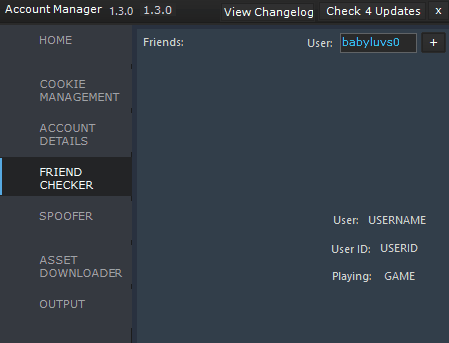 Account Manager 1.3.0 1.3.0 View Changelog Check 4 Updates x
HOME
COOKIE
MANAGEMENT
ACCOUNT
DETAILS
FRIEND
CHECKER
SPOOFER
ASSET
DOWNLOADER
OUTPUT
Friends: User: babyluvs0 +
User: USERNAME
User ID: USERID
Playing: GAME